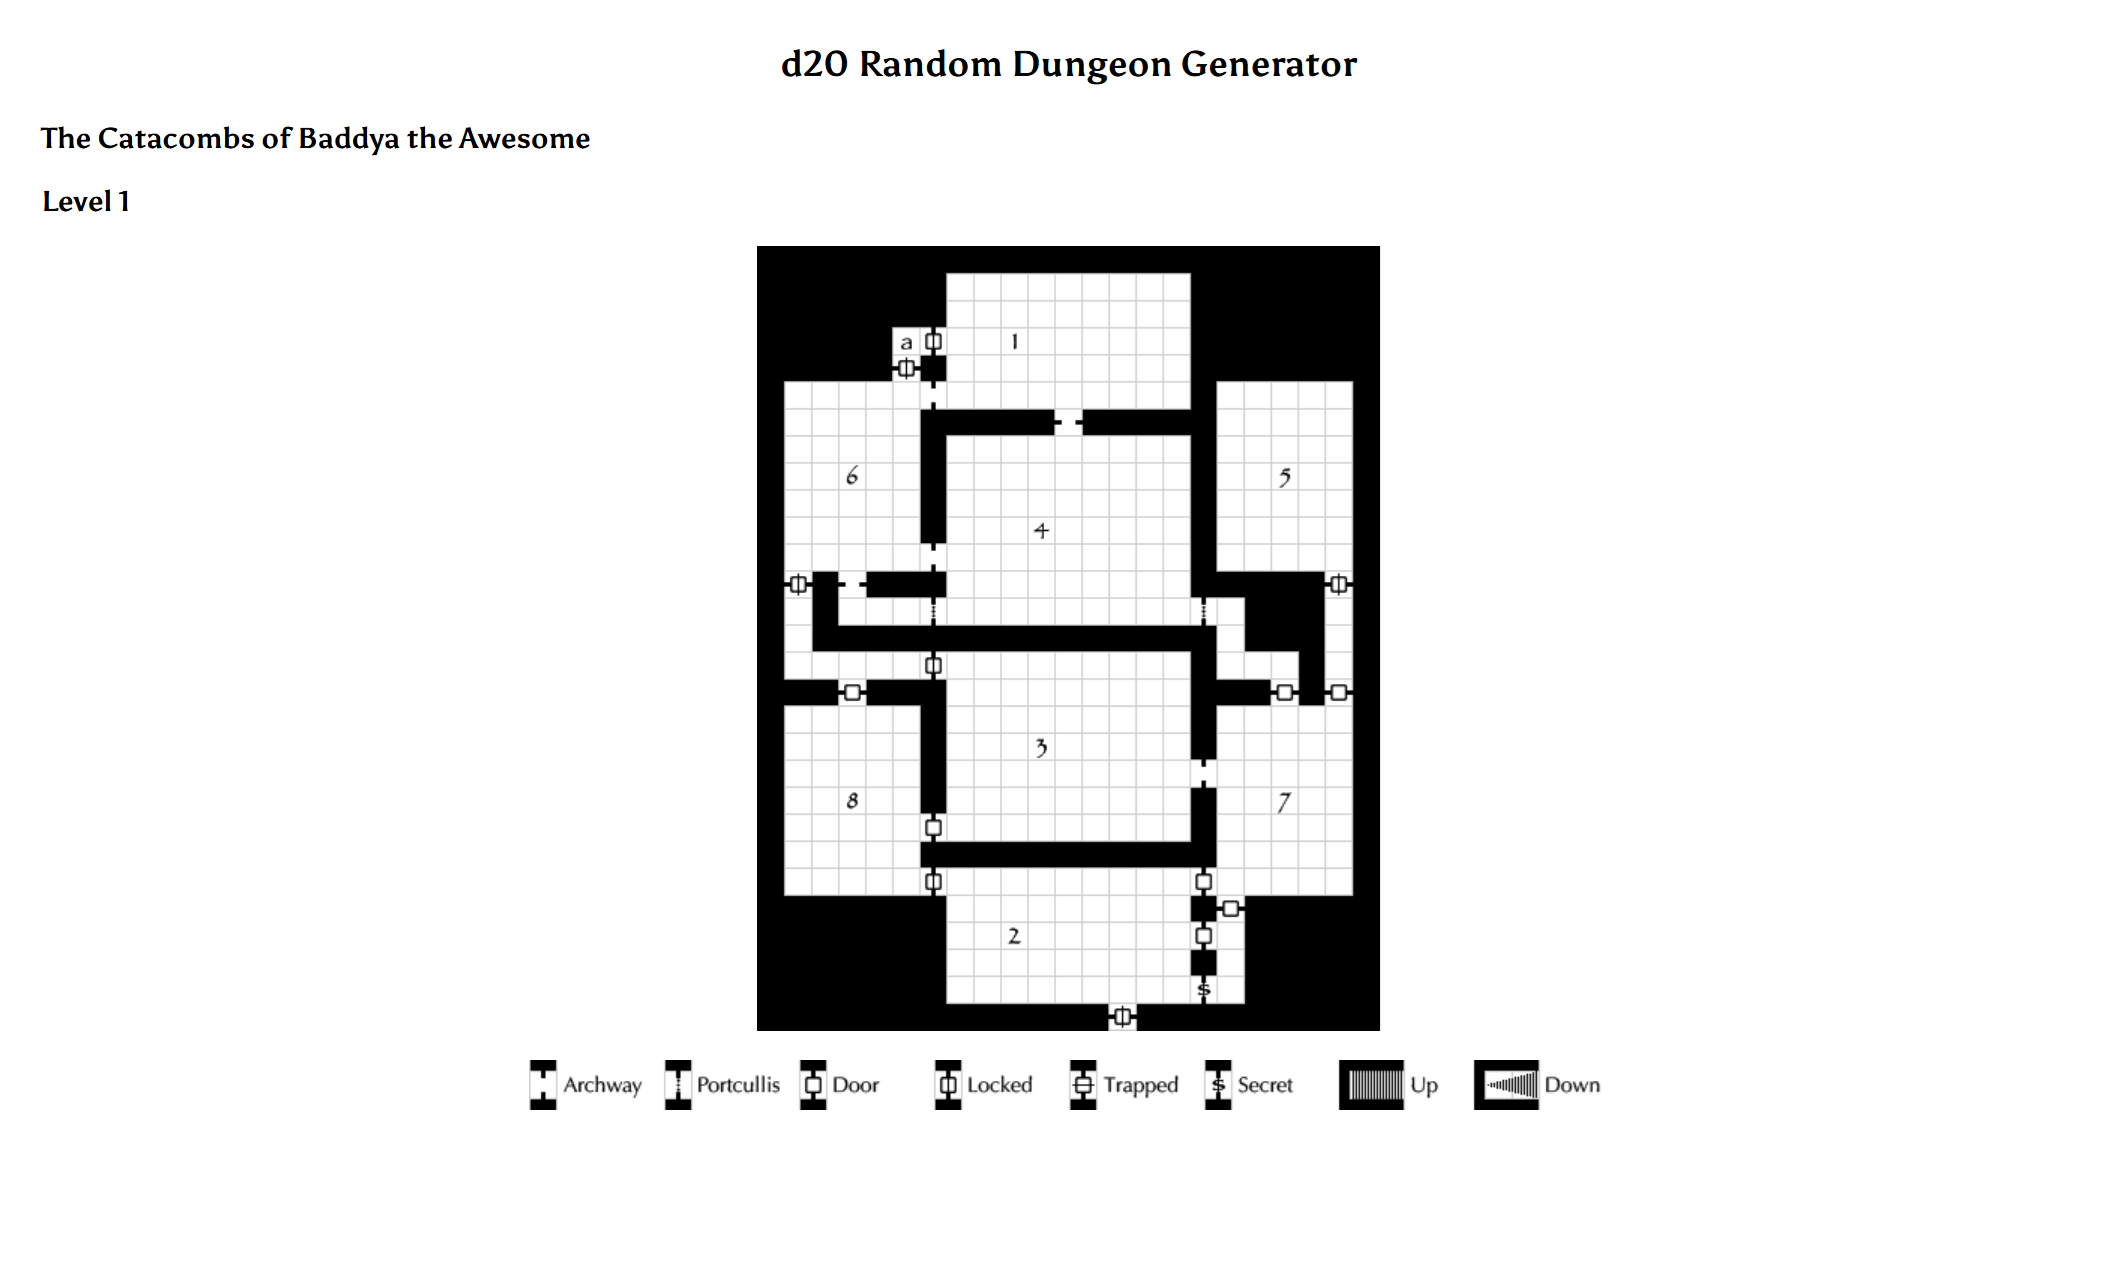 d20 Random Dungeon Generator
The Catacombs of Baddya the Awesome
Level 1
1
a
6
5
4
3
8
7
2
s
Archway Portcullis Door Locked Trapped s Secret Up Down